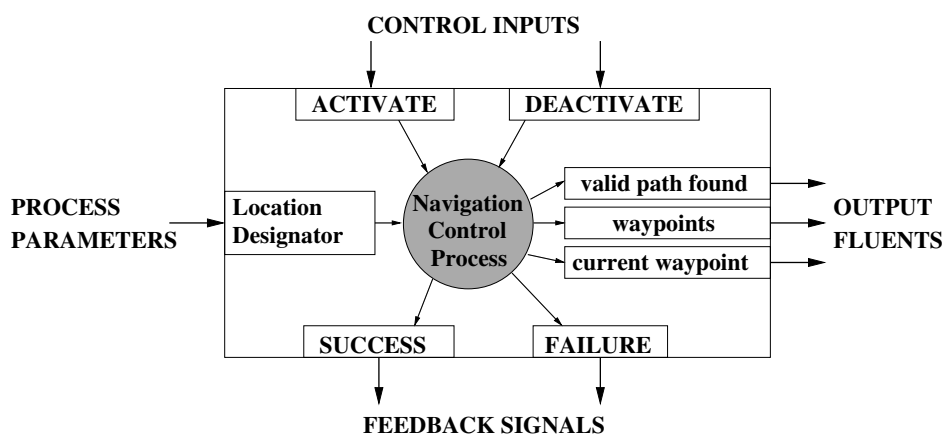 CONTROL INPUTS
ACTIVATE
DEACTIVATE
PROCESS
PARAMETERS
Location
Designator
Navigation
Control
Process
valid path found
waypoints
current waypoint
OUTPUT
FLUENTS
SUCCESS
FAILURE
FEEDBACK SIGNALS